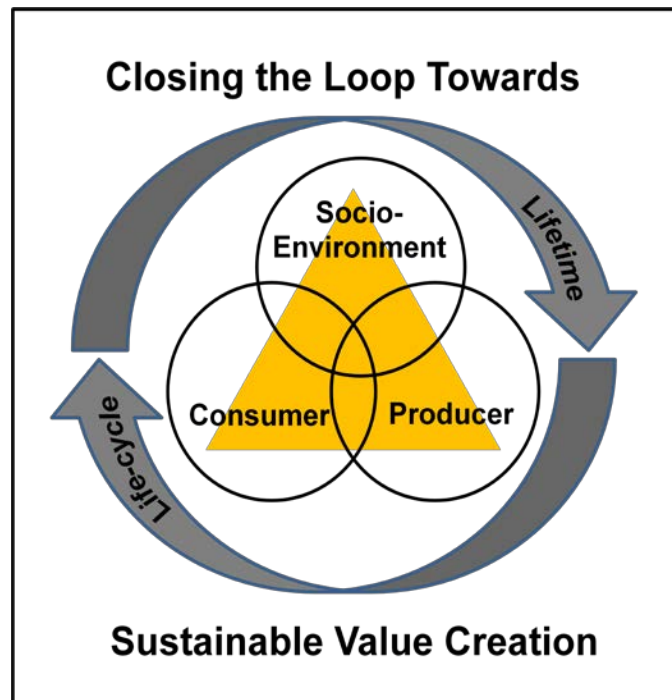 Closing the Loop Towards
Lifetime
Socio-
Environment
Consumer
Producer
Life-cycle
Sustainable Value Creation